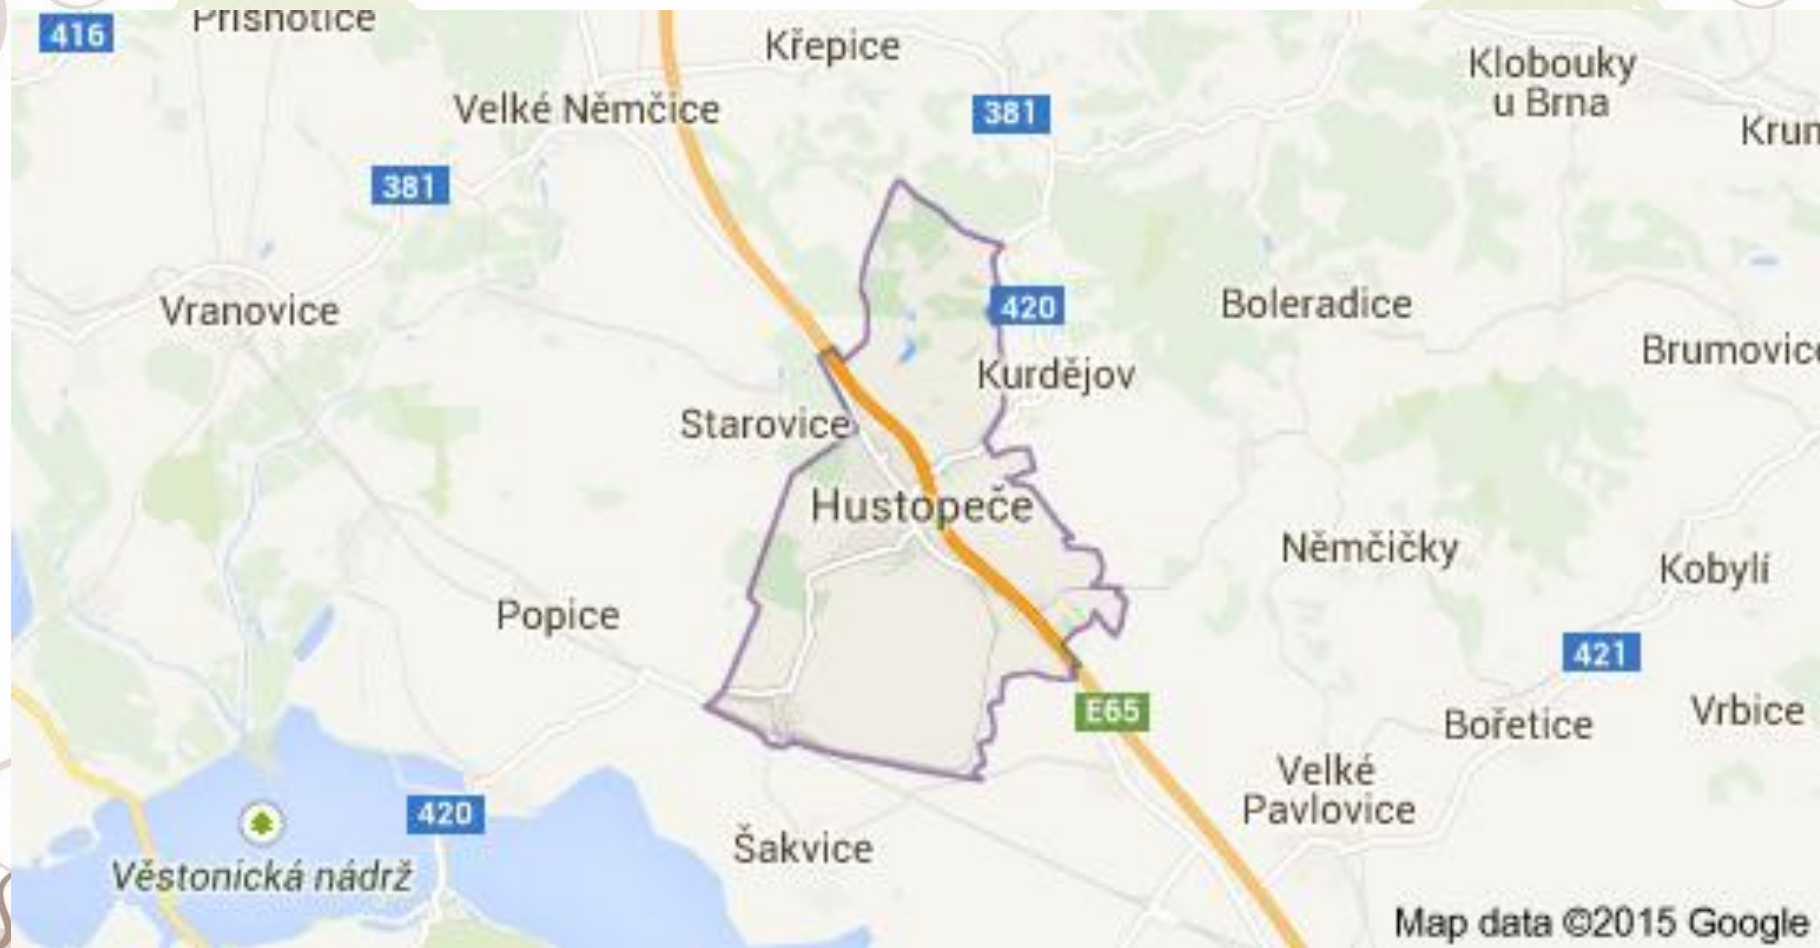 416
Přísnotice
Křepice
Klobouky
u Brna
Velké Němčice
381
381
Vranovice
420
Boleradice
Brumovice
Kurdějov
Starovice
Hustopeče
Němčičky
Kobylí
Popice
421
E65
Bořetice
Vrbice
Velké
Pavlovice
420
Šakvice
Věstonická nádrž
Map data ©2015 Google